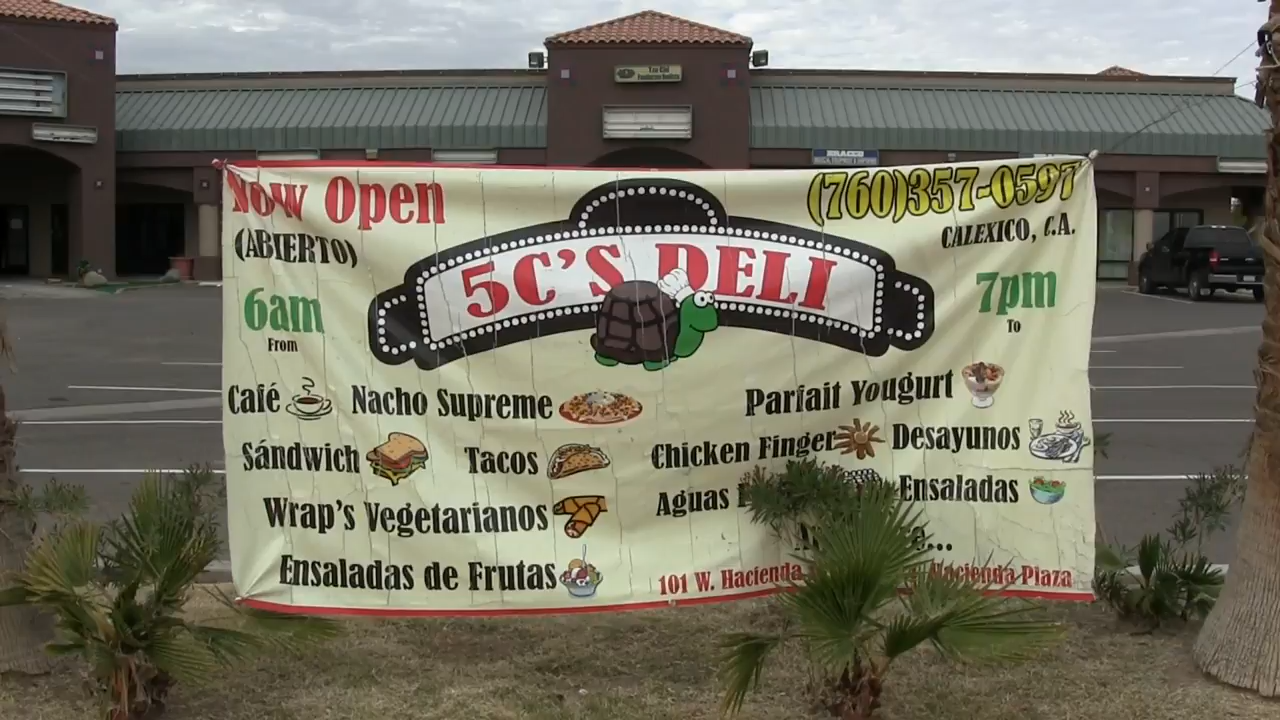 Now Open
(ABIERTO)
(760)357-0597
CALEXICO, C.A.
5C'S DELI
6am
From
7pm
To
Café
Nacho Supreme
Parfait Yougurt
Sándwich
Tacos
Chicken Finger
Desayunos
Wrap's Vegetarianos
Aguas
Ensaladas
Ensaladas de Frutas
101 W. Hacienda
Hacienda Plaza